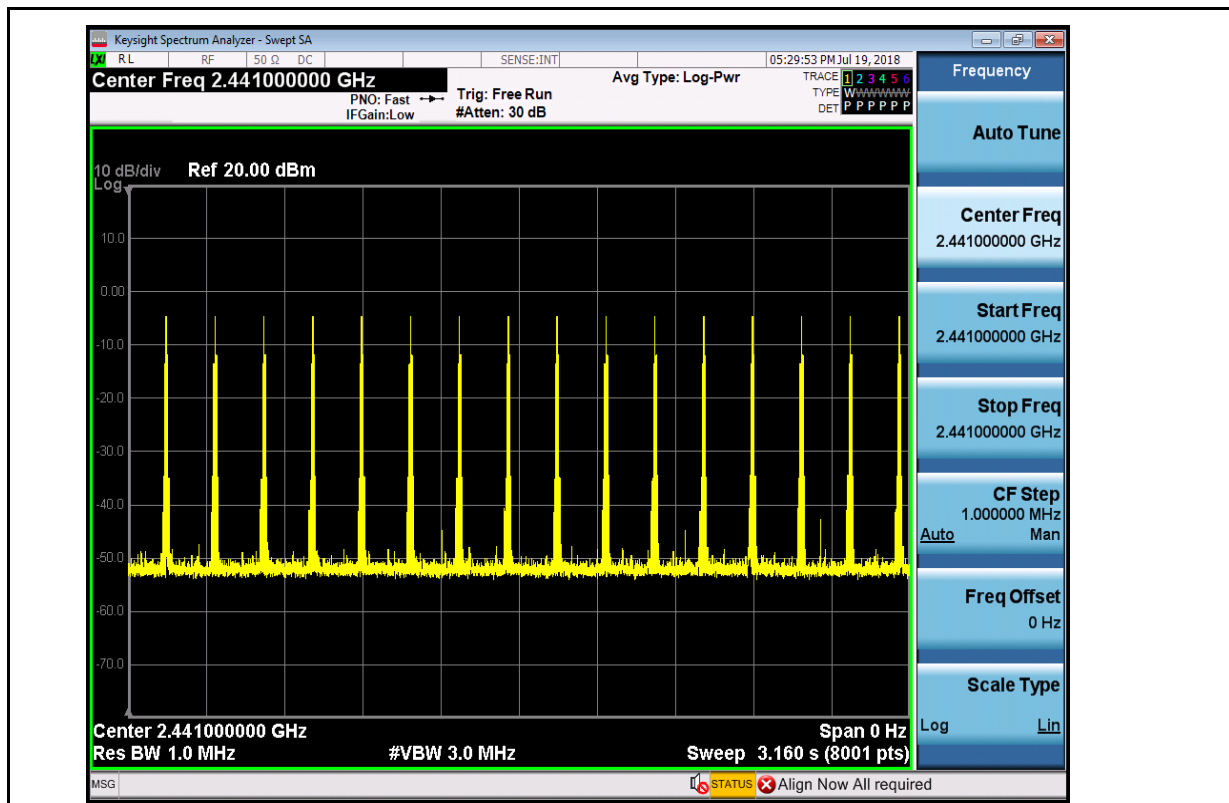 Keysight Spectrum Analyzer - Swept SA
LXI RL RF 50 Ω DC SENSE:INT 05:29:53 PM Jul 19, 2018
Center Freq 2.441000000 GHz
PNO: Fast
IFGain:Low
Trig: Free Run
#Atten: 30 dB
Avg Type: Log-Pwr
TRACE 1 2 3 4 5 6
TYPE WWWWWW
DET P P P P P P
10 dB/div Ref 20.00 dBm
Log
10.0
0.00
-10.0
-20.0
-30.0
-40.0
-50.0
-60.0
-70.0
Center 2.441000000 GHz Span 0 Hz
Res BW 1.0 MHz #VBW 3.0 MHz Sweep 3.160 s (8001 pts)
MSG STATUS Align Now All required
Frequency
Auto Tune
Center Freq
2.441000000 GHz
Start Freq
2.441000000 GHz
Stop Freq
2.441000000 GHz
CF Step
1.000000 MHz
Auto Man
Freq Offset
0 Hz
Scale Type
Log Lin